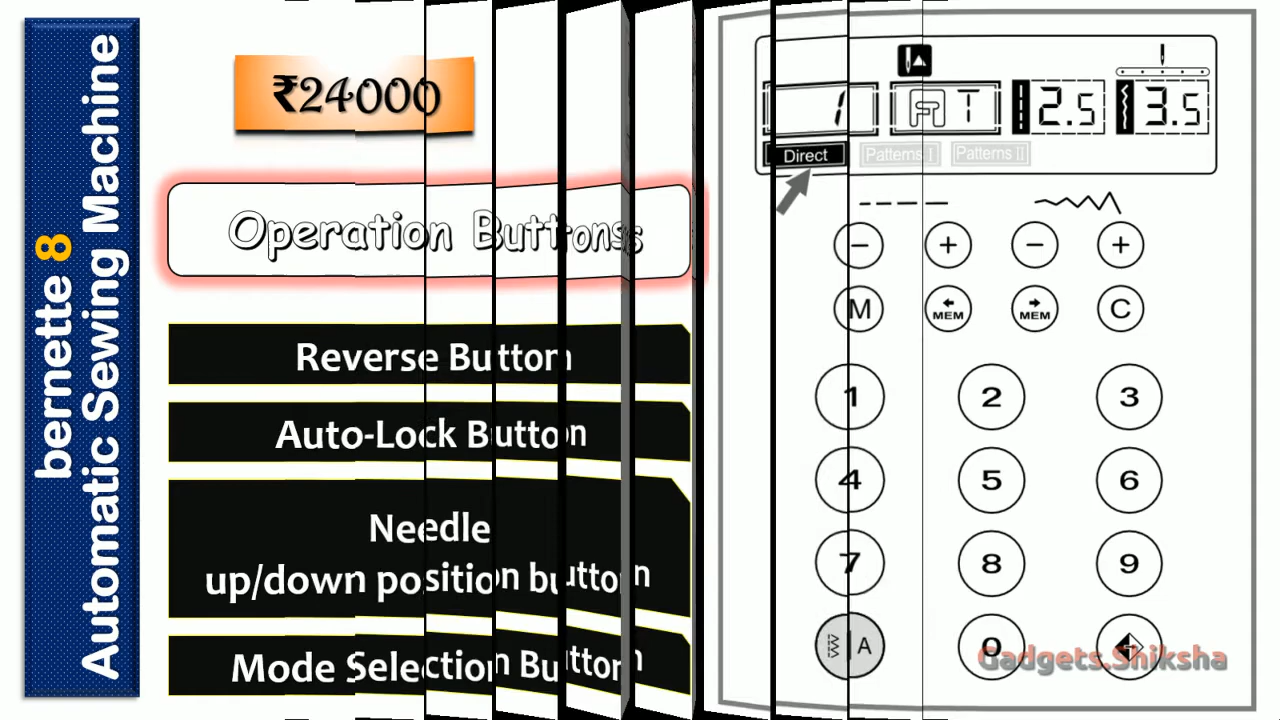 bernette 8
Automatic Sewing Machine
₹24000
Operation Buttons
Reverse Button
Auto-Lock Button
Needle
up/down position button
Mode Selection Button
1 T 2.5 3.5
Direct Patterns I Patterns II
− + − +
M MEM MEM C
1 2 3
4 5 6
7 8 9
A 0
Gadgets.Shiksha